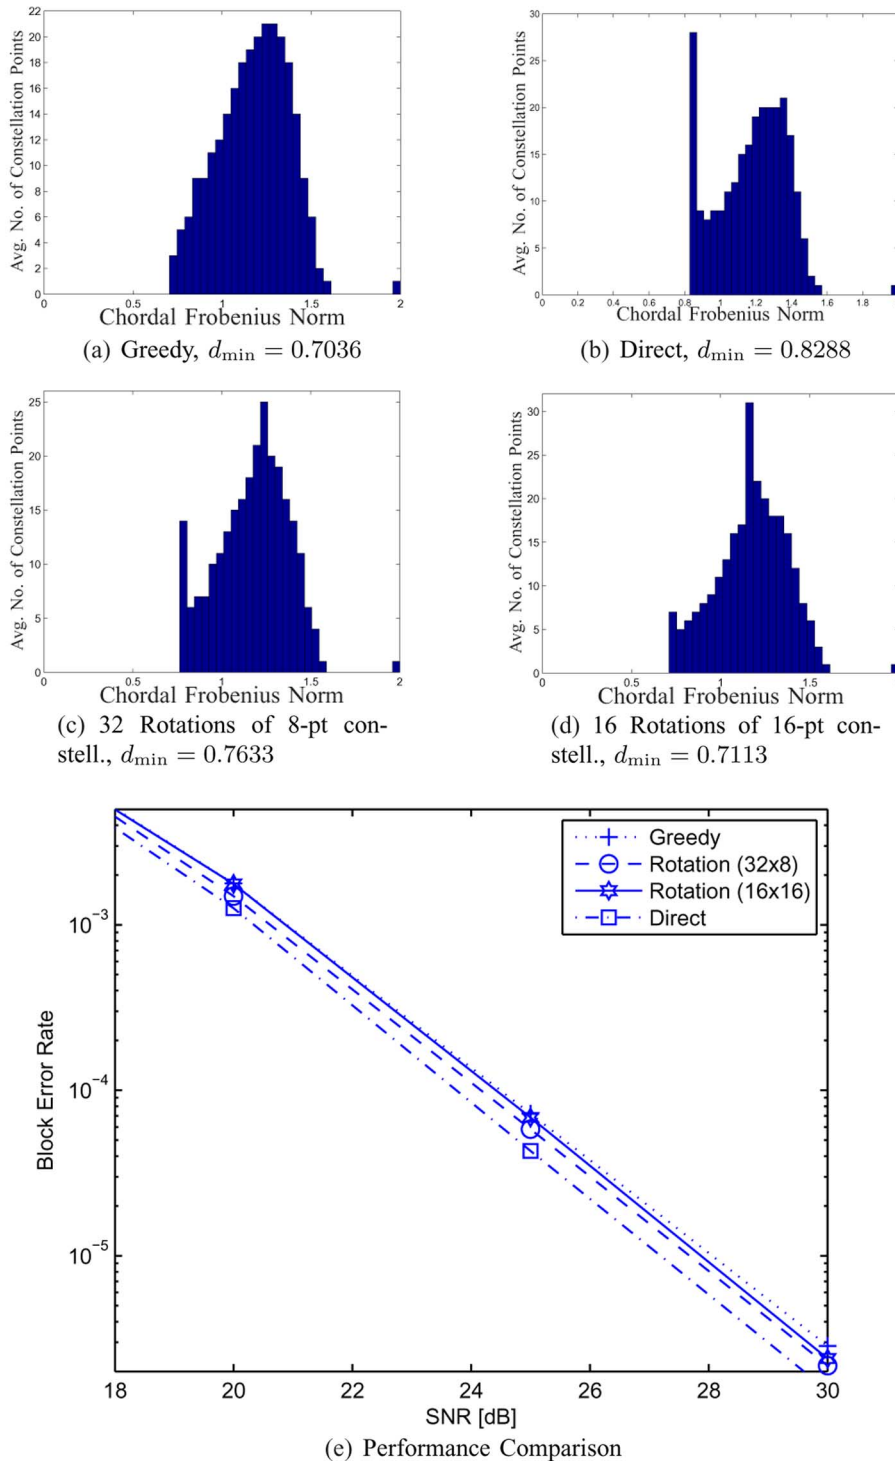 22
20
18
16
14
12
10
8
6
4
2
0
Avg. No. of Constellation Points
0 0.5 1 1.5 2
Chordal Frobenius Norm
(a) Greedy, d_min = 0.7036
30
25
20
15
10
5
0
Avg. No. of Constellation Points
0 0.2 0.4 0.6 0.8 1 1.2 1.4 1.6 1.8
Chordal Frobenius Norm
(b) Direct, d_min = 0.8288
25
20
15
10
5
0
Avg. No. of Constellation Points
0 0.5 1 1.5 2
Chordal Frobenius Norm
(c) 32 Rotations of 8-pt con-
stell., d_min = 0.7633
30
25
20
15
10
5
0
Avg. No. of Constellation Points
0 0.5 1 1.5
Chordal Frobenius Norm
(d) 16 Rotations of 16-pt con-
stell., d_min = 0.7113
Greedy
Rotation (32x8)
Rotation (16x16)
Direct
10^−3
10^−4
10^−5
Block Error Rate
18 20 22 24 26 28 30
SNR [dB]
(e) Performance Comparison